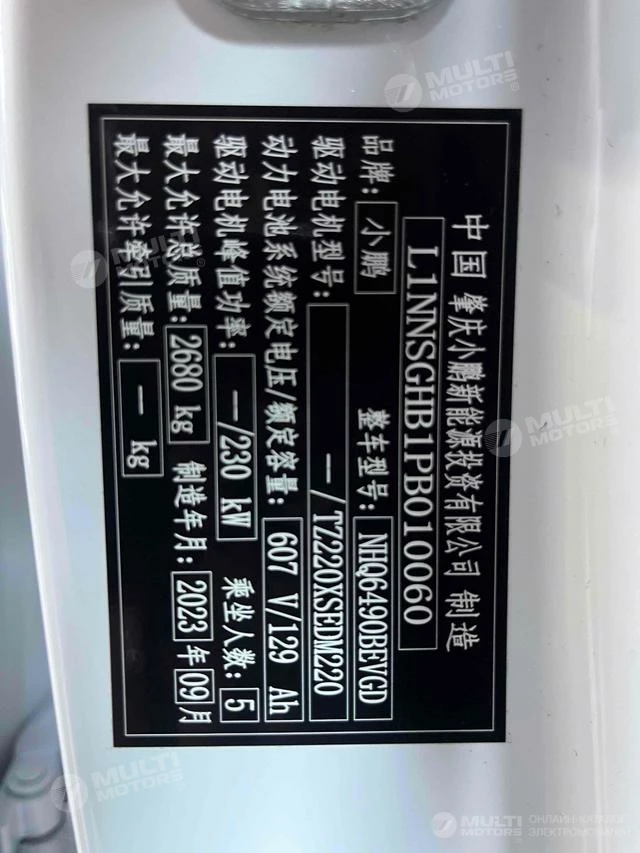 中国 肇庆小鹏新能源投资有限公司 制造
L1NNSGHB1PB010060
品牌: 小鹏 整车型号: NHQ6490BEVGD
驱动电机型号: —/TZ220XSEDM220
动力电池系统额定电压/额定容量: 607 V/129 Ah
驱动电机峰值功率: —/230 kW 乘坐人数: 5
最大允许总质量: 2680 kg 制造年月: 2023 年 09 月
最大允许牵引质量: — kg
MULTI MOTORS®
MULTI MOTORS
MULTI MOTORS
MULTI MOTORS
MULTI MOTORS ОНЛАЙН-КАТАЛОГ ЭЛЕКТРОМОБИЛЕЙ